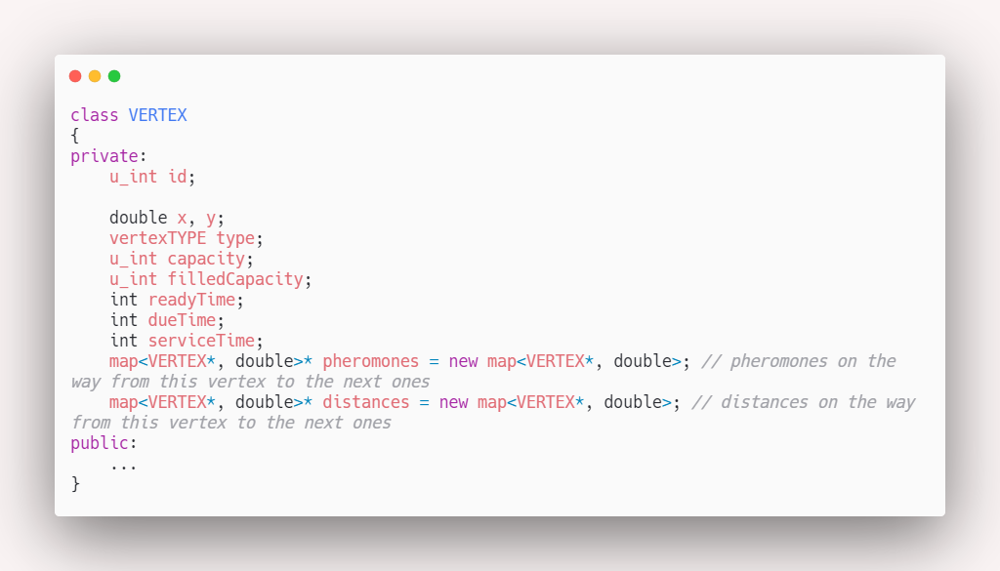 class VERTEX
{
private:
    u_int id;

    double x, y;
    vertexTYPE type;
    u_int capacity;
    u_int filledCapacity;
    int readyTime;
    int dueTime;
    int serviceTime;
    map<VERTEX*, double>* pheromones = new map<VERTEX*, double>; // pheromones on the
way from this vertex to the next ones
    map<VERTEX*, double>* distances = new map<VERTEX*, double>; // distances on the way
from this vertex to the next ones
public:
    ...
}